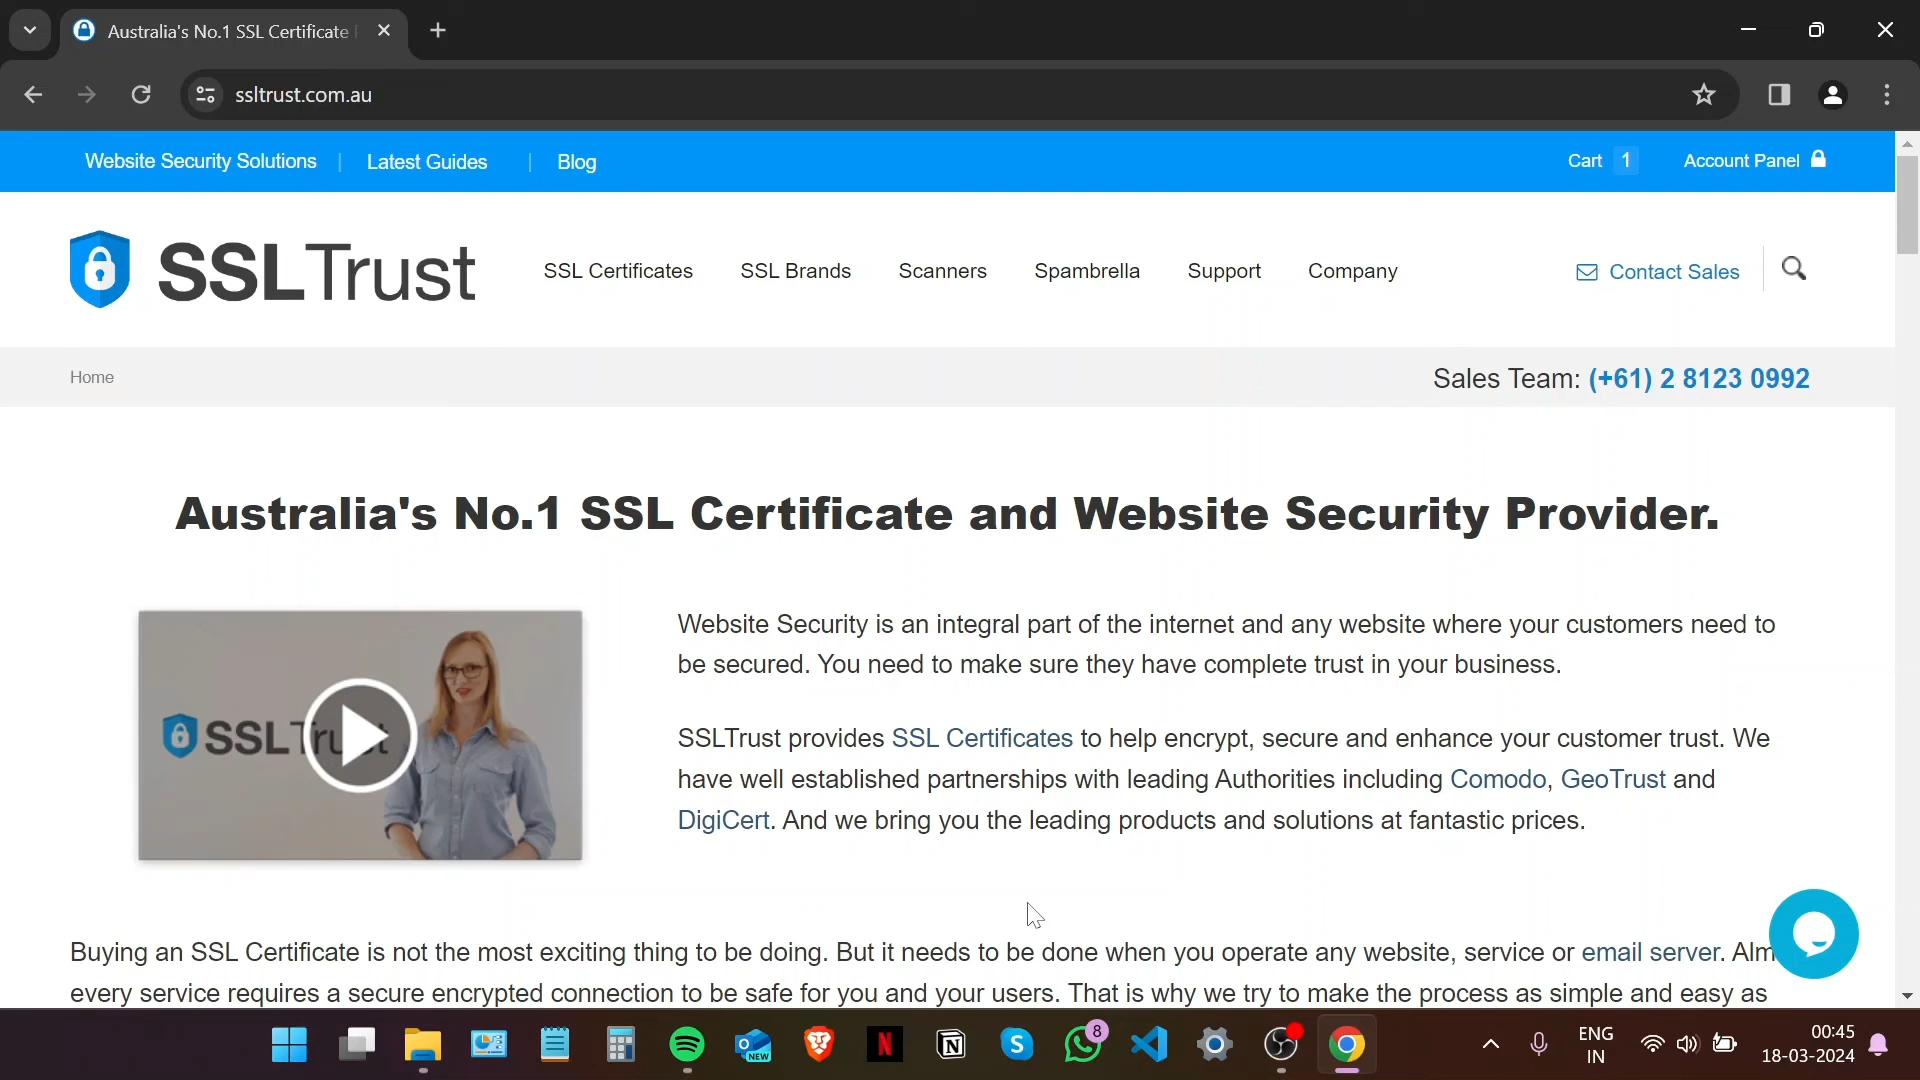 Australia's No.1 SSL Certificate
ssltrust.com.au
Website Security Solutions | Latest Guides | Blog
Cart 1 Account Panel
SSLTrust
SSL Certificates SSL Brands Scanners Spambrella Support Company
Contact Sales
Home
Sales Team: (+61) 2 8123 0992
Australia's No.1 SSL Certificate and Website Security Provider.
Website Security is an integral part of the internet and any website where your customers need to
be secured. You need to make sure they have complete trust in your business.
SSLTrust
SSLTrust provides SSL Certificates to help encrypt, secure and enhance your customer trust. We
have well established partnerships with leading Authorities including Comodo, GeoTrust and
DigiCert. And we bring you the leading products and solutions at fantastic prices.
Buying an SSL Certificate is not the most exciting thing to be doing. But it needs to be done when you operate any website, service or email server. Alm
every service requires a secure encrypted connection to be safe for you and your users. That is why we try to make the process as simple and easy as
NEW
8
ENG
IN
00:45
18-03-2024